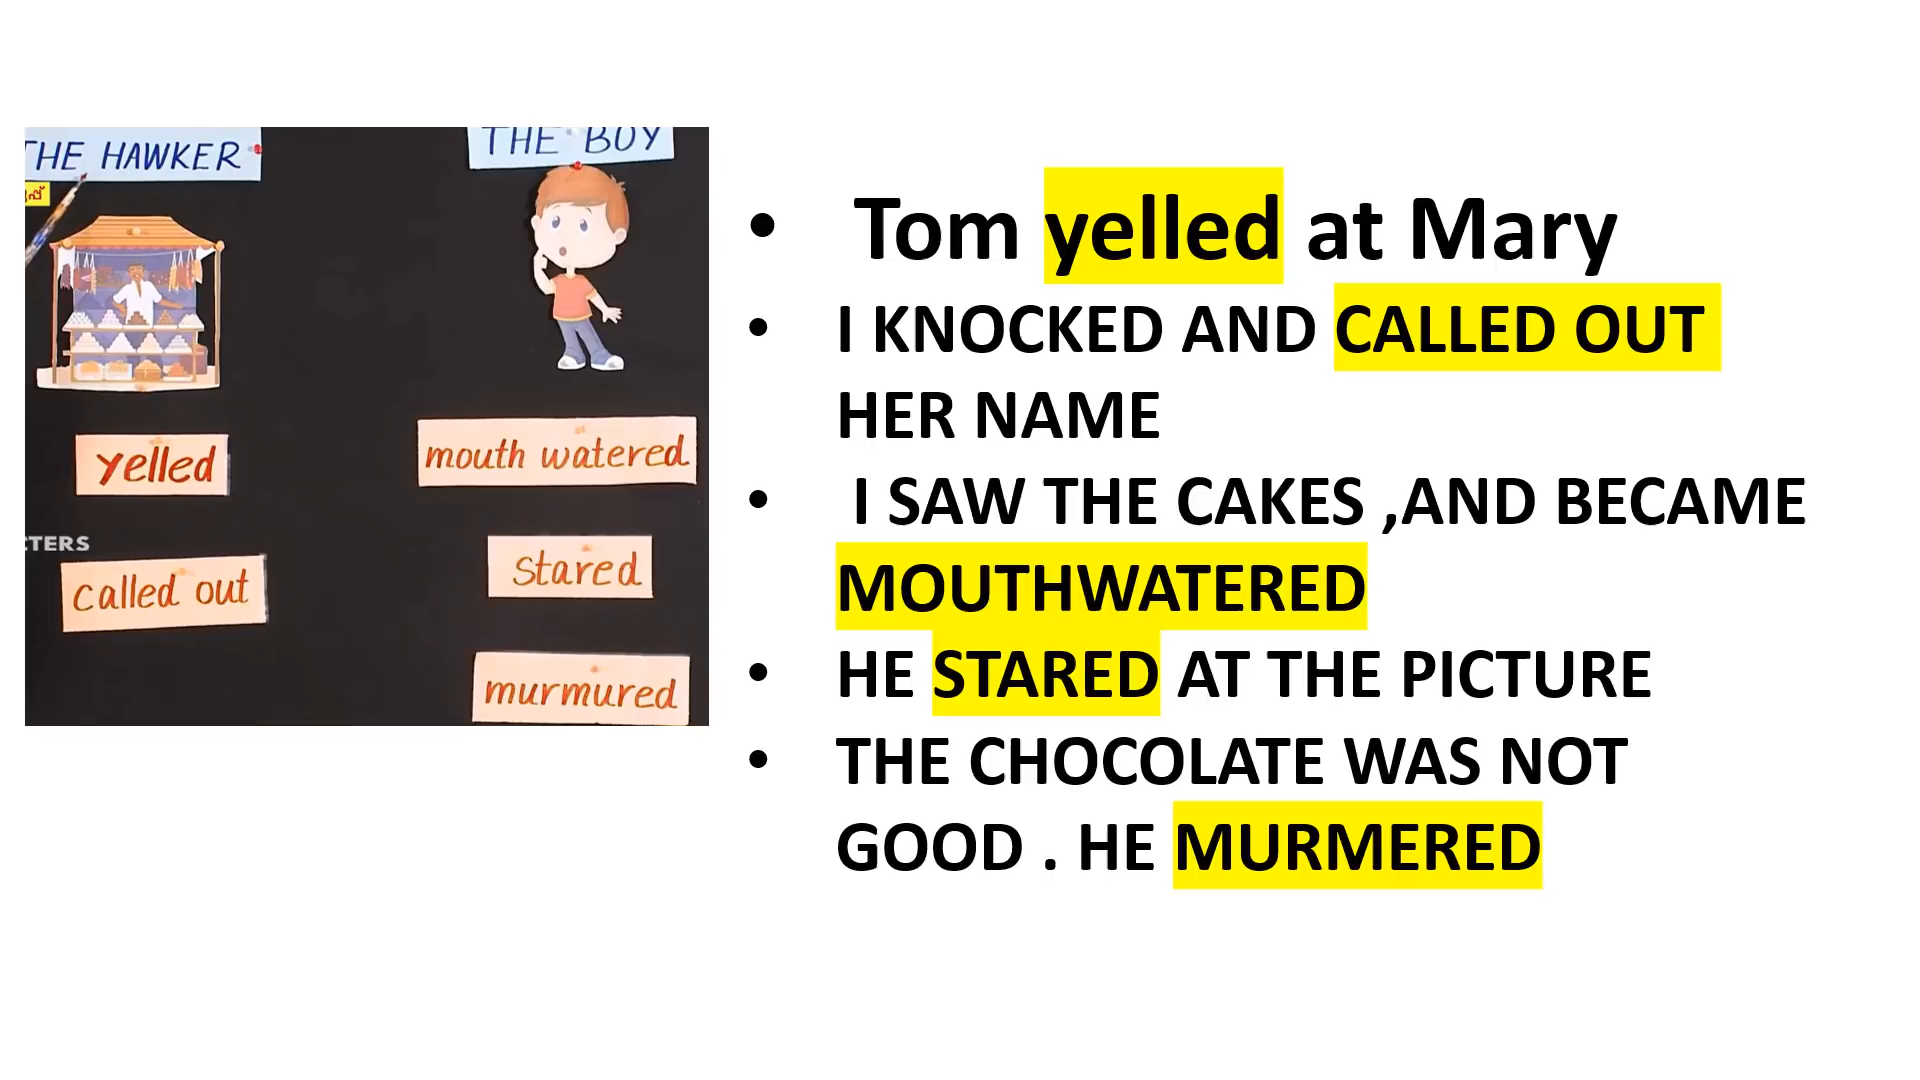 THE HAWKER
THE BOY
yelled
mouth watered
CTERS
stared
called out
murmured
• Tom yelled at Mary
• I KNOCKED AND CALLED OUT
HER NAME
• I SAW THE CAKES ,AND BECAME
MOUTHWATERED
• HE STARED AT THE PICTURE
• THE CHOCOLATE WAS NOT
GOOD . HE MURMERED